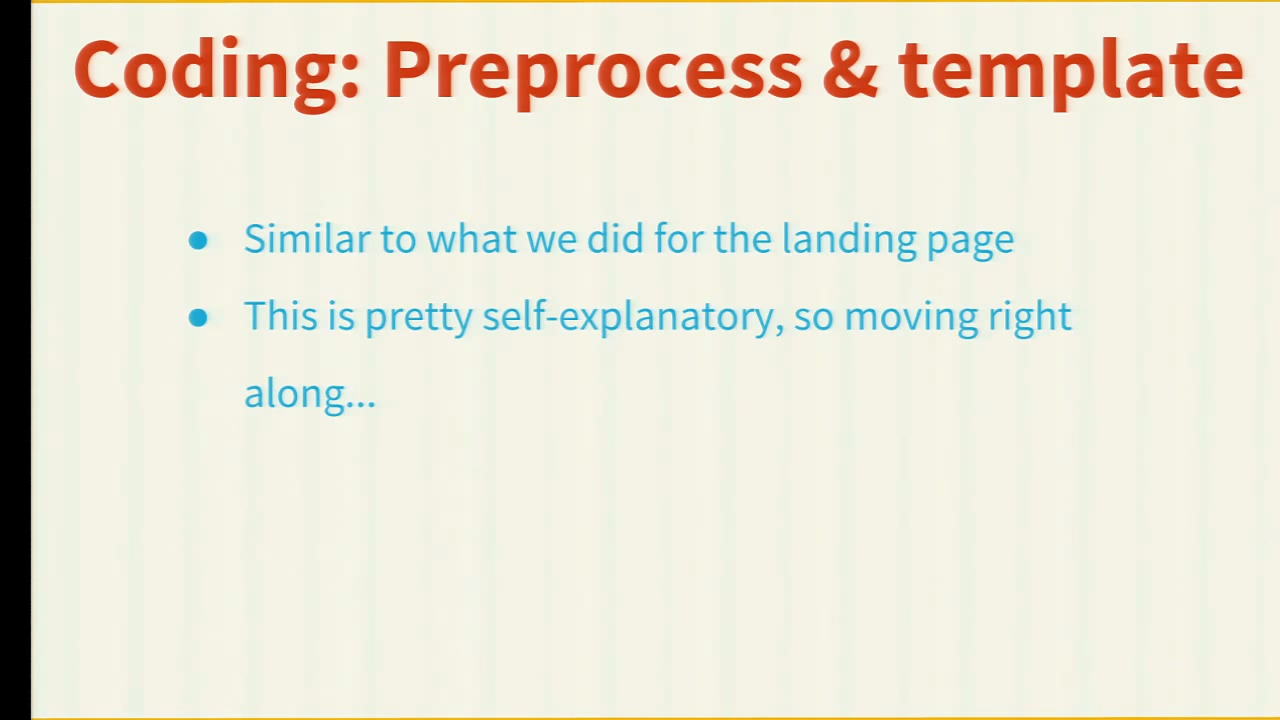 Coding: Preprocess & template
● Similar to what we did for the landing page
● This is pretty self-explanatory, so moving right
along...